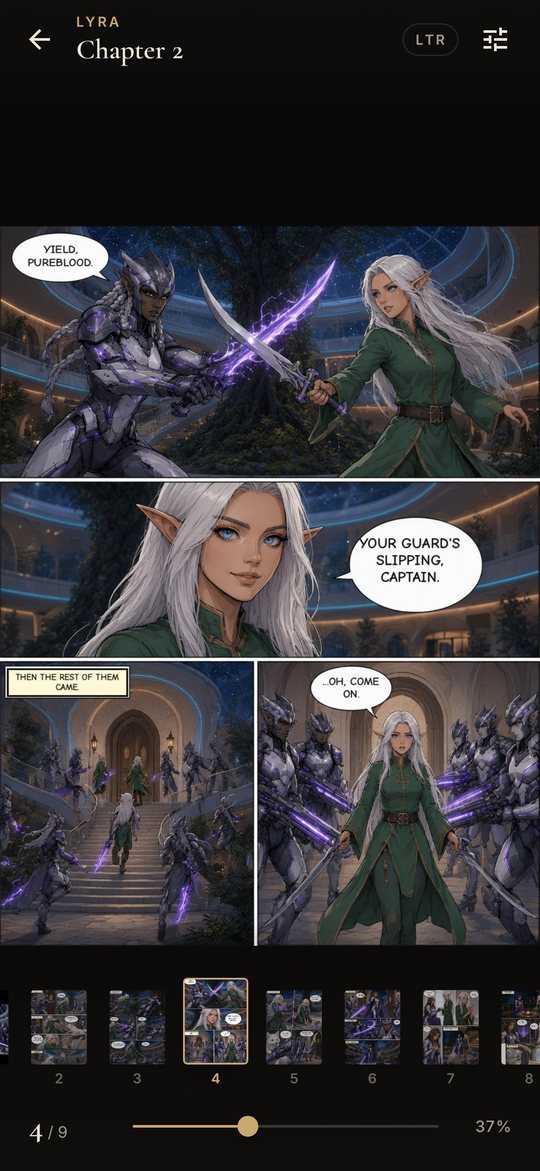 LYRA
Chapter 2
LTR
YIELD,
PUREBLOOD.
YOUR GUARD'S
SLIPPING,
CAPTAIN.
THEN THE REST OF THEM
CAME.
...OH, COME
ON.
2
3
4
5
6
7
8
4 / 9
37%